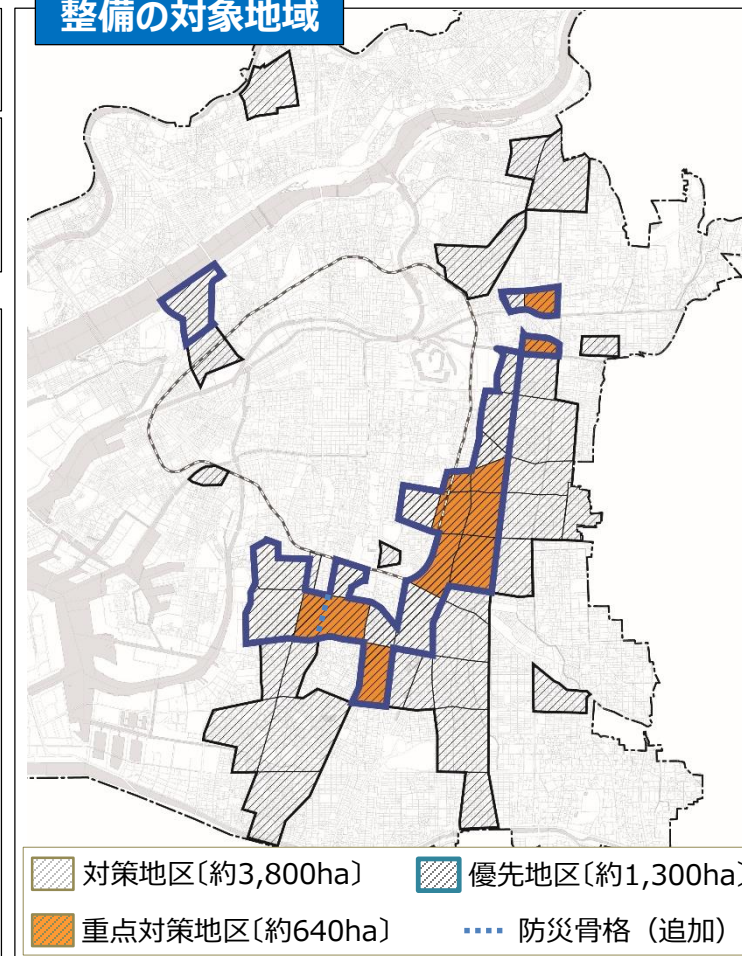 整備の対象地域
対策地区〔約3,800ha〕 優先地区〔約1,300ha〕
重点対策地区〔約640ha〕 防災骨格（追加）